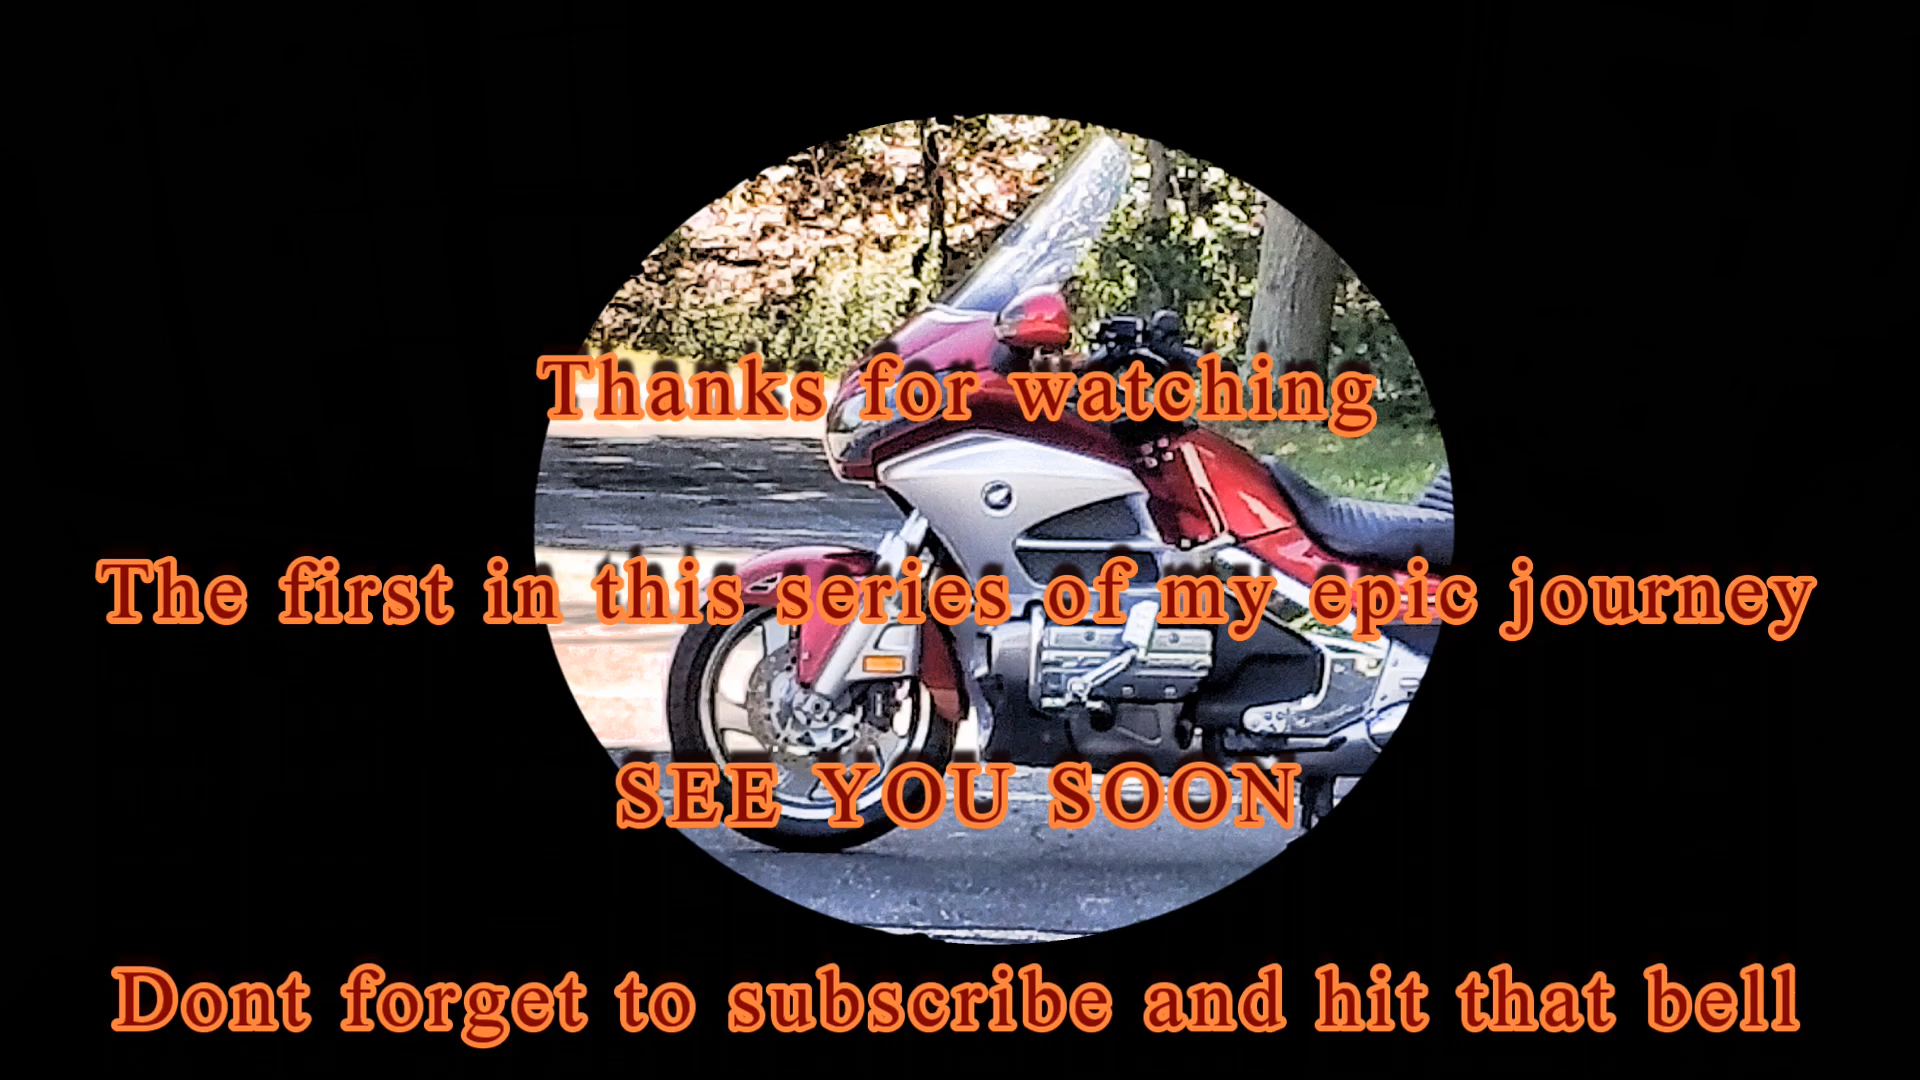 Thanks for watching
The first in this series of my epic journey
SEE YOU SOON
Dont forget to subscribe and hit that bell